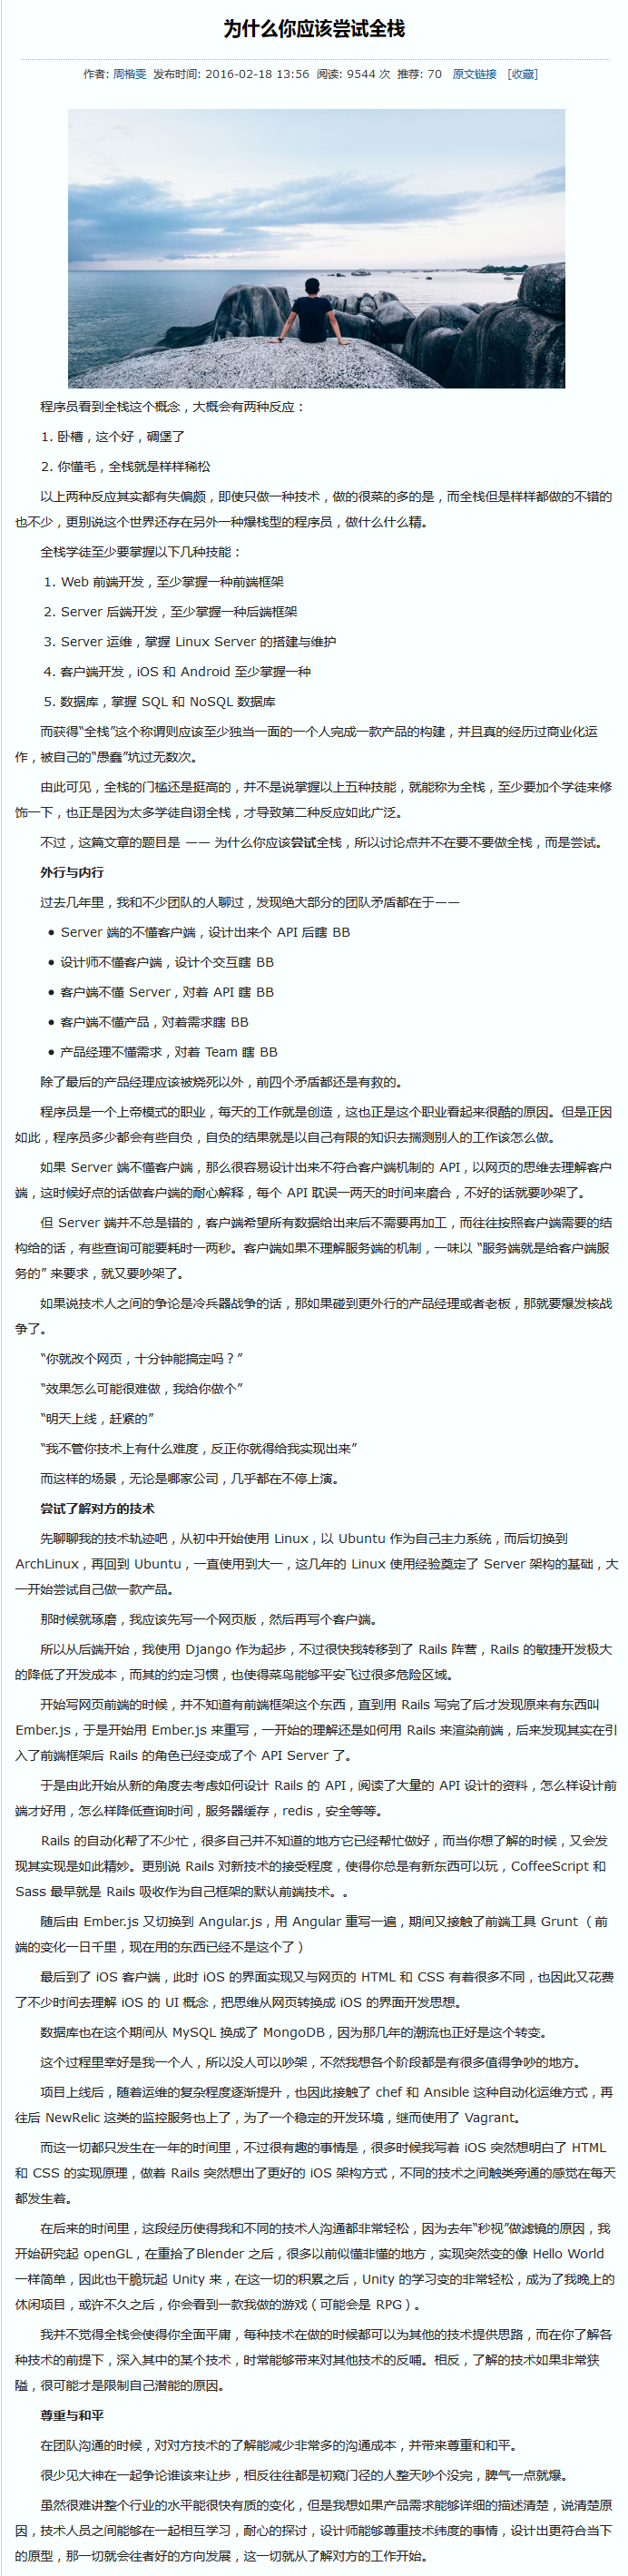 为什么你应该尝试全栈
作者: 周楷雯 发布时间: 2016-02-18 13:56 阅读: 9544 次 推荐: 70 原文链接 [收藏]
程序员看到全栈这个概念，大概会有两种反应：
1. 卧槽，这个好，碉堡了
2. 你懂毛，全栈就是样样稀松
以上两种反应其实都有失偏颇，即使只做一种技术，做的很菜的多的是，而全栈但是样样都做的不错的
也不少，更别说这个世界还存在另外一种爆栈型的程序员，做什么什么精。
全栈学徒至少要掌握以下几种技能：
1. Web 前端开发，至少掌握一种前端框架
2. Server 后端开发，至少掌握一种后端框架
3. Server 运维，掌握 Linux Server 的搭建与维护
4. 客户端开发，iOS 和 Android 至少掌握一种
5. 数据库，掌握 SQL 和 NoSQL 数据库
而获得“全栈”这个称谓则应该至少独当一面的一个人完成一款产品的构建，并且真的经历过商业化运
作，被自己的“愚蠢”坑过无数次。
由此可见，全栈的门槛还是挺高的，并不是说掌握以上五种技能，就能称为全栈，至少要加个学徒来修
饰一下，也正是因为太多学徒自诩全栈，才导致第二种反应如此广泛。
不过，这篇文章的题目是 —— 为什么你应该尝试全栈，所以讨论点并不在要不要做全栈，而是尝试。
外行与内行
过去几年里，我和不少团队的人聊过，发现绝大部分的团队矛盾都在于——
● Server 端的不懂客户端，设计出来个 API 后瞎 BB
● 设计师不懂客户端，设计个交互瞎 BB
● 客户端不懂 Server，对着 API 瞎 BB
● 客户端不懂产品，对着需求瞎 BB
● 产品经理不懂需求，对着 Team 瞎 BB
除了最后的产品经理应该被烧死以外，前四个矛盾都还是有救的。
程序员是一个上帝模式的职业，每天的工作就是创造，这也正是这个职业看起来很酷的原因。但是正因
如此，程序员多少都会有些自负，自负的结果就是以自己有限的知识去揣测别人的工作该怎么做。
如果 Server 端不懂客户端，那么很容易设计出来不符合客户端机制的 API，以网页的思维去理解客户
端，这时候好点的话做客户端的耐心解释，每个 API 耽误一两天的时间来磨合，不好的话就要吵架了。
但 Server 端并不总是错的，客户端希望所有数据给出来后不需要再加工，而往往按照客户端需要的结
构给的话，有些查询可能要耗时一两秒。客户端如果不理解服务端的机制，一味以 “服务端就是给客户端服
务的” 来要求，就又要吵架了。
如果说技术人之间的争论是冷兵器战争的话，那如果碰到更外行的产品经理或者老板，那就要爆发核战
争了。
“你就改个网页，十分钟能搞定吗？”
“效果怎么可能很难做，我给你做个”
“明天上线，赶紧的”
“我不管你技术上有什么难度，反正你就得给我实现出来”
而这样的场景，无论是哪家公司，几乎都在不停上演。
尝试了解对方的技术
先聊聊我的技术轨迹吧，从初中开始使用 Linux，以 Ubuntu 作为自己主力系统，而后切换到
ArchLinux，再回到 Ubuntu，一直使用到大一，这几年的 Linux 使用经验奠定了 Server 架构的基础，大
一开始尝试自己做一款产品。
那时候就琢磨，我应该先写一个网页版，然后再写个客户端。
所以从后端开始，我使用 Django 作为起步，不过很快我转移到了 Rails 阵营，Rails 的敏捷开发极大
的降低了开发成本，而其的约定习惯，也使得菜鸟能够平安飞过很多危险区域。
开始写网页前端的时候，并不知道有前端框架这个东西，直到用 Rails 写完了后才发现原来有东西叫
Ember.js，于是开始用 Ember.js 来重写，一开始的理解还是如何用 Rails 来渲染前端，后来发现其实在引
入了前端框架后 Rails 的角色已经变成了个 API Server 了。
于是由此开始从新的角度去考虑如何设计 Rails 的 API，阅读了大量的 API 设计的资料，怎么样设计前
端才好用，怎么样降低查询时间，服务器缓存，redis，安全等等。
Rails 的自动化帮了不少忙，很多自己并不知道的地方它已经帮忙做好，而当你想了解的时候，又会发
现其实现是如此精妙。更别说 Rails 对新技术的接受程度，使得你总是有新东西可以玩，CoffeeScript 和
Sass 最早就是 Rails 吸收作为自己框架的默认前端技术。。
随后由 Ember.js 又切换到 Angular.js，用 Angular 重写一遍，期间又接触了前端工具 Grunt （ 前
端的变化一日千里，现在用的东西已经不是这个了 ）
最后到了 iOS 客户端，此时 iOS 的界面实现又与网页的 HTML 和 CSS 有着很多不同，也因此又花费
了不少时间去理解 iOS 的 UI 概念，把思维从网页转换成 iOS 的界面开发思想。
数据库也在这个期间从 MySQL 换成了 MongoDB，因为那几年的潮流也正好是这个转变。
这个过程里幸好是我一个人，所以没人可以吵架，不然我想各个阶段都是有很多值得争吵的地方。
项目上线后，随着运维的复杂程度逐渐提升，也因此接触了 chef 和 Ansible 这种自动化运维方式，再
往后 NewRelic 这类的监控服务也上了，为了一个稳定的开发环境，继而使用了 Vagrant。
而这一切都只发生在一年的时间里，不过很有趣的事情是，很多时候我写着 iOS 突然想明白了 HTML
和 CSS 的实现原理，做着 Rails 突然想出了更好的 iOS 架构方式，不同的技术之间触类旁通的感觉在每天
都发生着。
在后来的时间里，这段经历使得我和不同的技术人沟通都非常轻松，因为去年“秒视”做滤镜的原因，我
开始研究起 openGL，在重拾了Blender 之后，很多以前似懂非懂的地方，实现突然变的像 Hello World
一样简单，因此也干脆玩起 Unity 来，在这一切的积累之后，Unity 的学习变的非常轻松，成为了我晚上的
休闲项目，或许不久之后，你会看到一款我做的游戏（ 可能会是 RPG ）。
我并不觉得全栈会使得你全面平庸，每种技术在做的时候都可以为其他的技术提供思路，而在你了解各
种技术的前提下，深入其中的某个技术，时常能够带来对其他技术的反哺。相反，了解的技术如果非常狭
隘，很可能才是限制自己潜能的原因。
尊重与和平
在团队沟通的时候，对对方技术的了解能减少非常多的沟通成本，并带来尊重和和平。
很少见大神在一起争论谁该来让步，相反往往都是初窥门径的人整天吵个没完，脾气一点就爆。
虽然很难讲整个行业的水平能很快有质的变化，但是我想如果产品需求能够详细的描述清楚，说清楚原
因，技术人员之间能够在一起相互学习，耐心的探讨，设计师能够尊重技术纬度的事情，设计出更符合当下
的原型，那一切就会往者好的方向发展，这一切就从了解对方的工作开始。